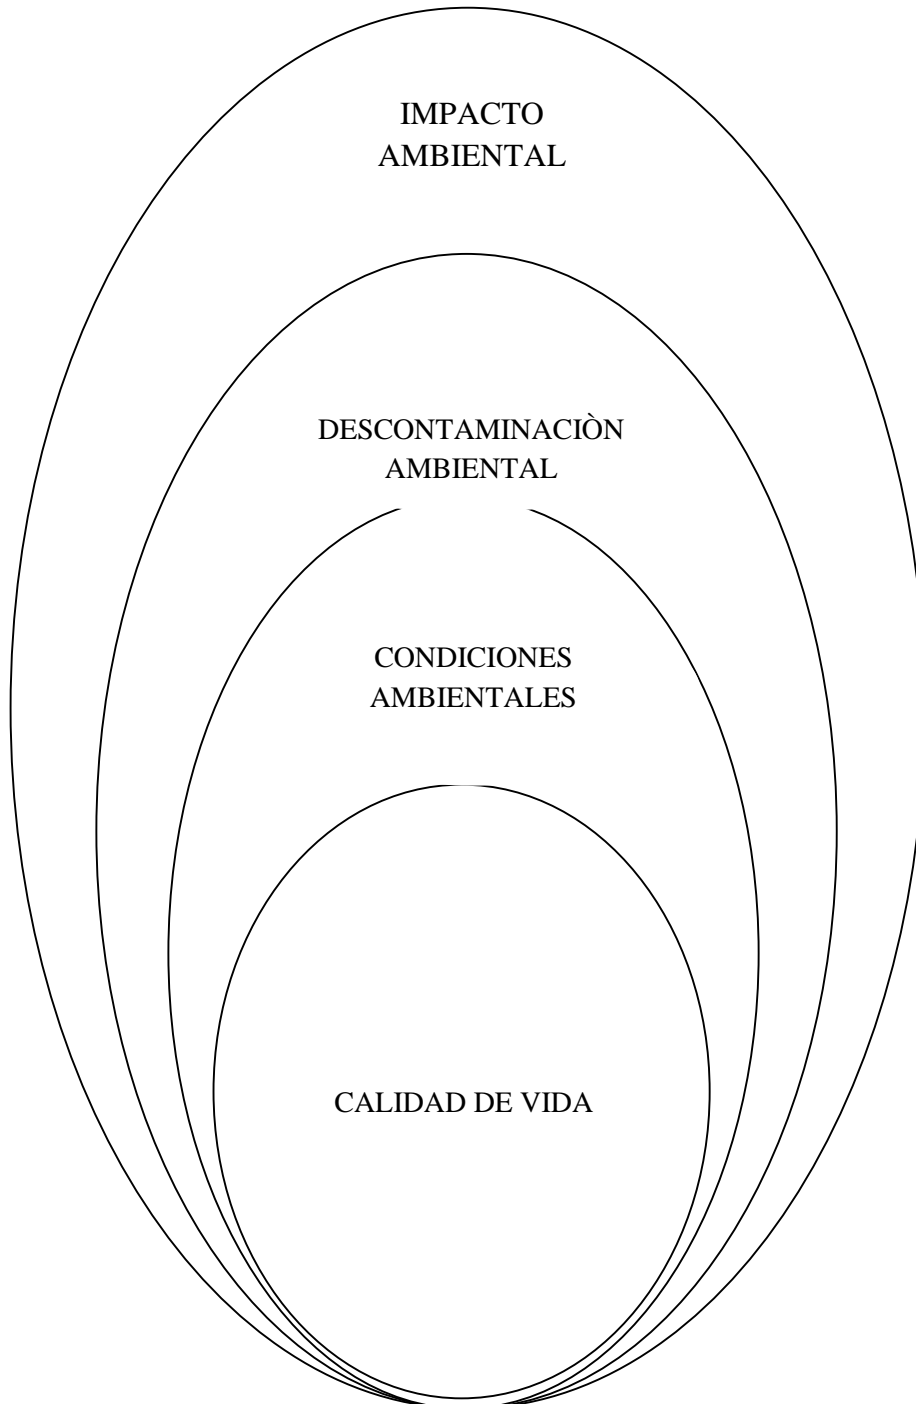 IMPACTO
AMBIENTAL
DESCONTAMINACIÒN
AMBIENTAL
CONDICIONES
AMBIENTALES
CALIDAD DE VIDA